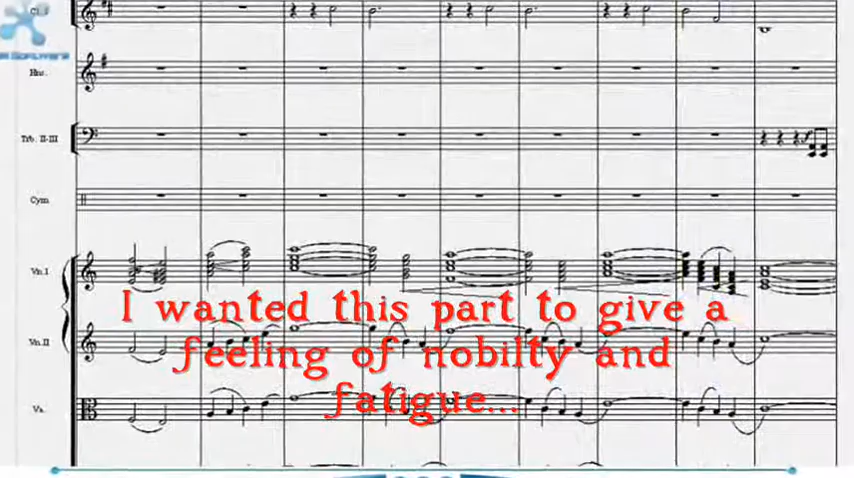 Cl.
Hns.
Trb. II-III
Cym.
Vn.I
Vn.II
Va.
I wanted this part to give a
feeling of nobilty and
fatigue...